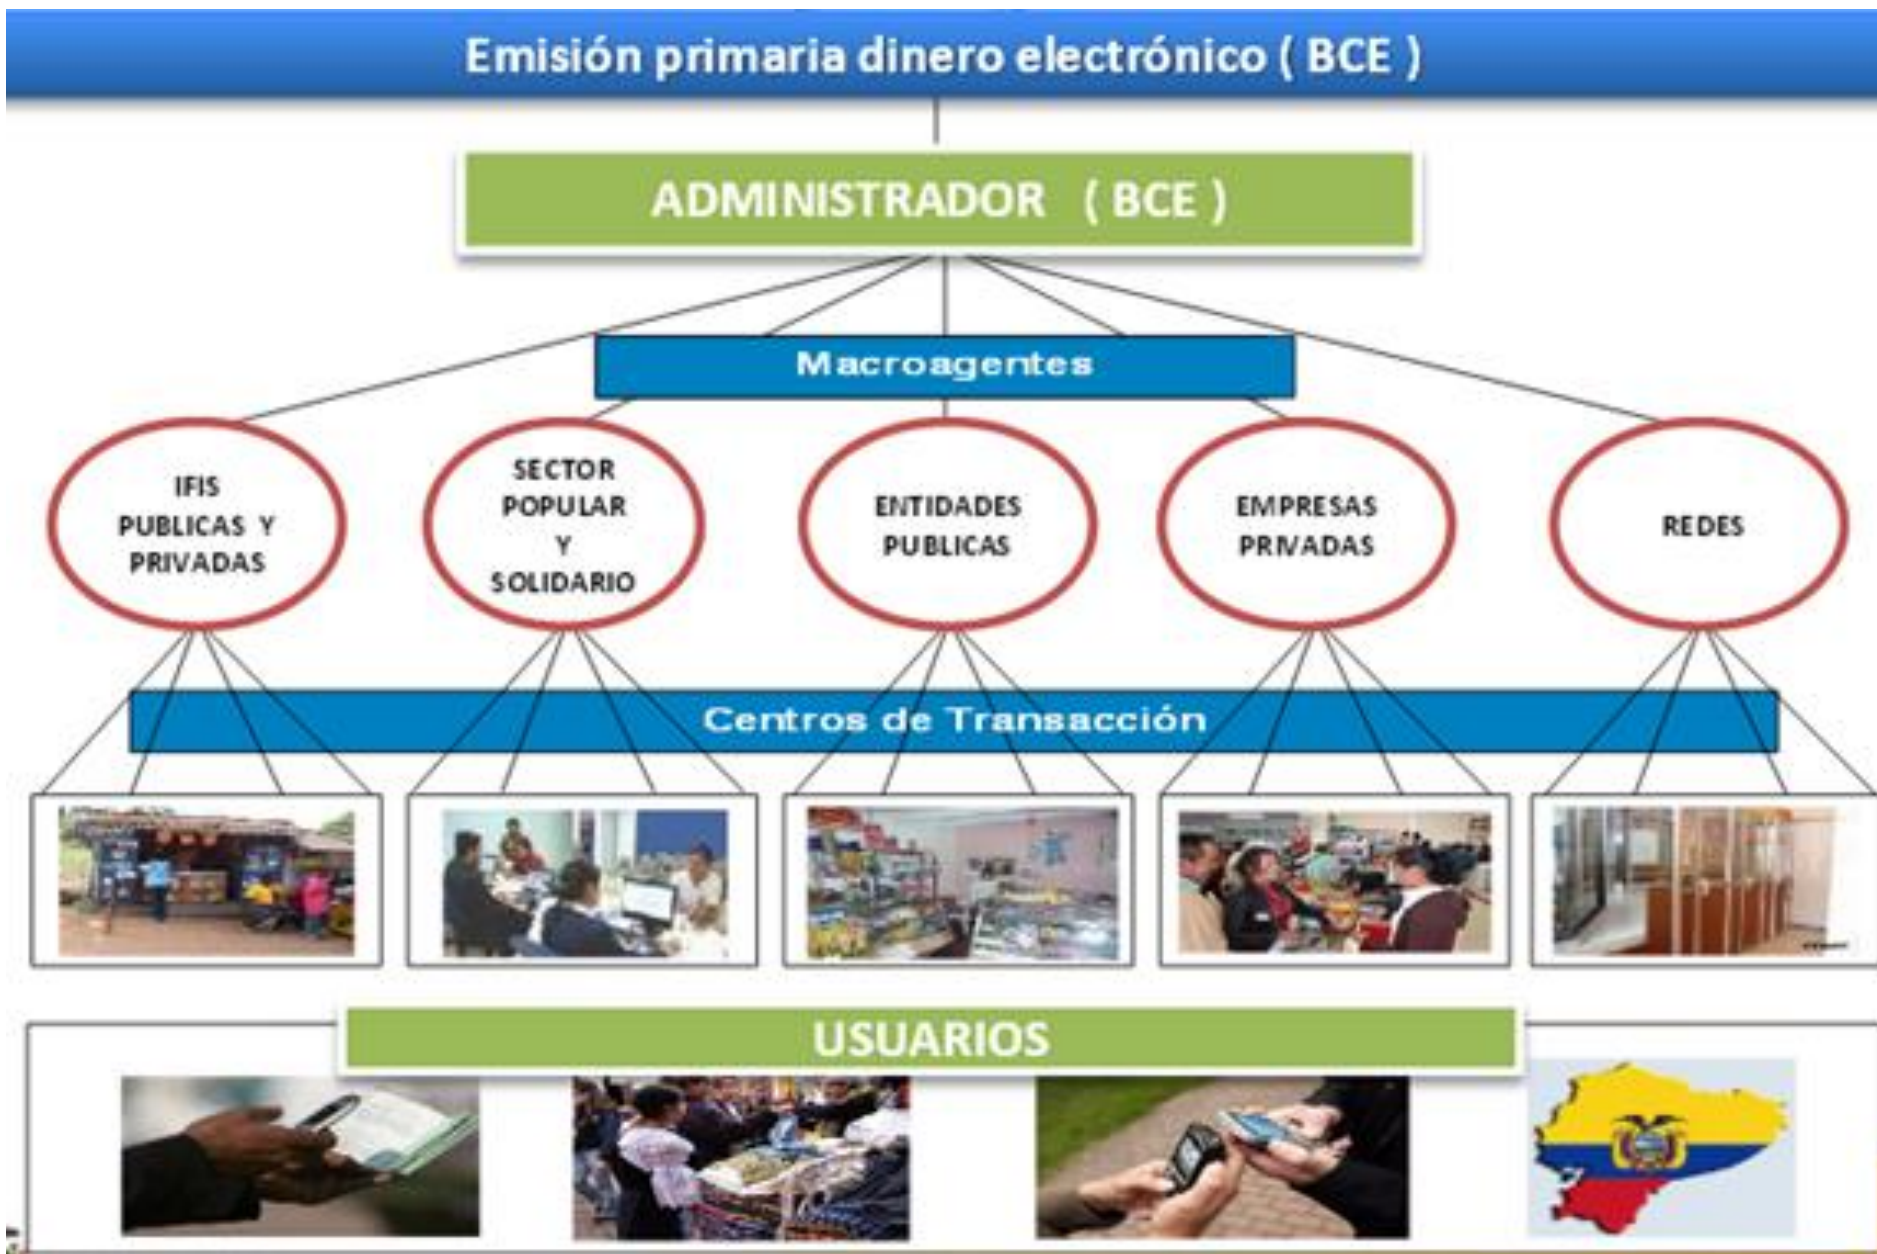 Emisión primaria dinero electrónico ( BCE )
ADMINISTRADOR ( BCE )
Macroagentes
IFIS
PUBLICAS Y
PRIVADAS
SECTOR
POPULAR
Y
SOLIDARIO
ENTIDADES
PUBLICAS
EMPRESAS
PRIVADAS
REDES
Centros de Transacción
USUARIOS